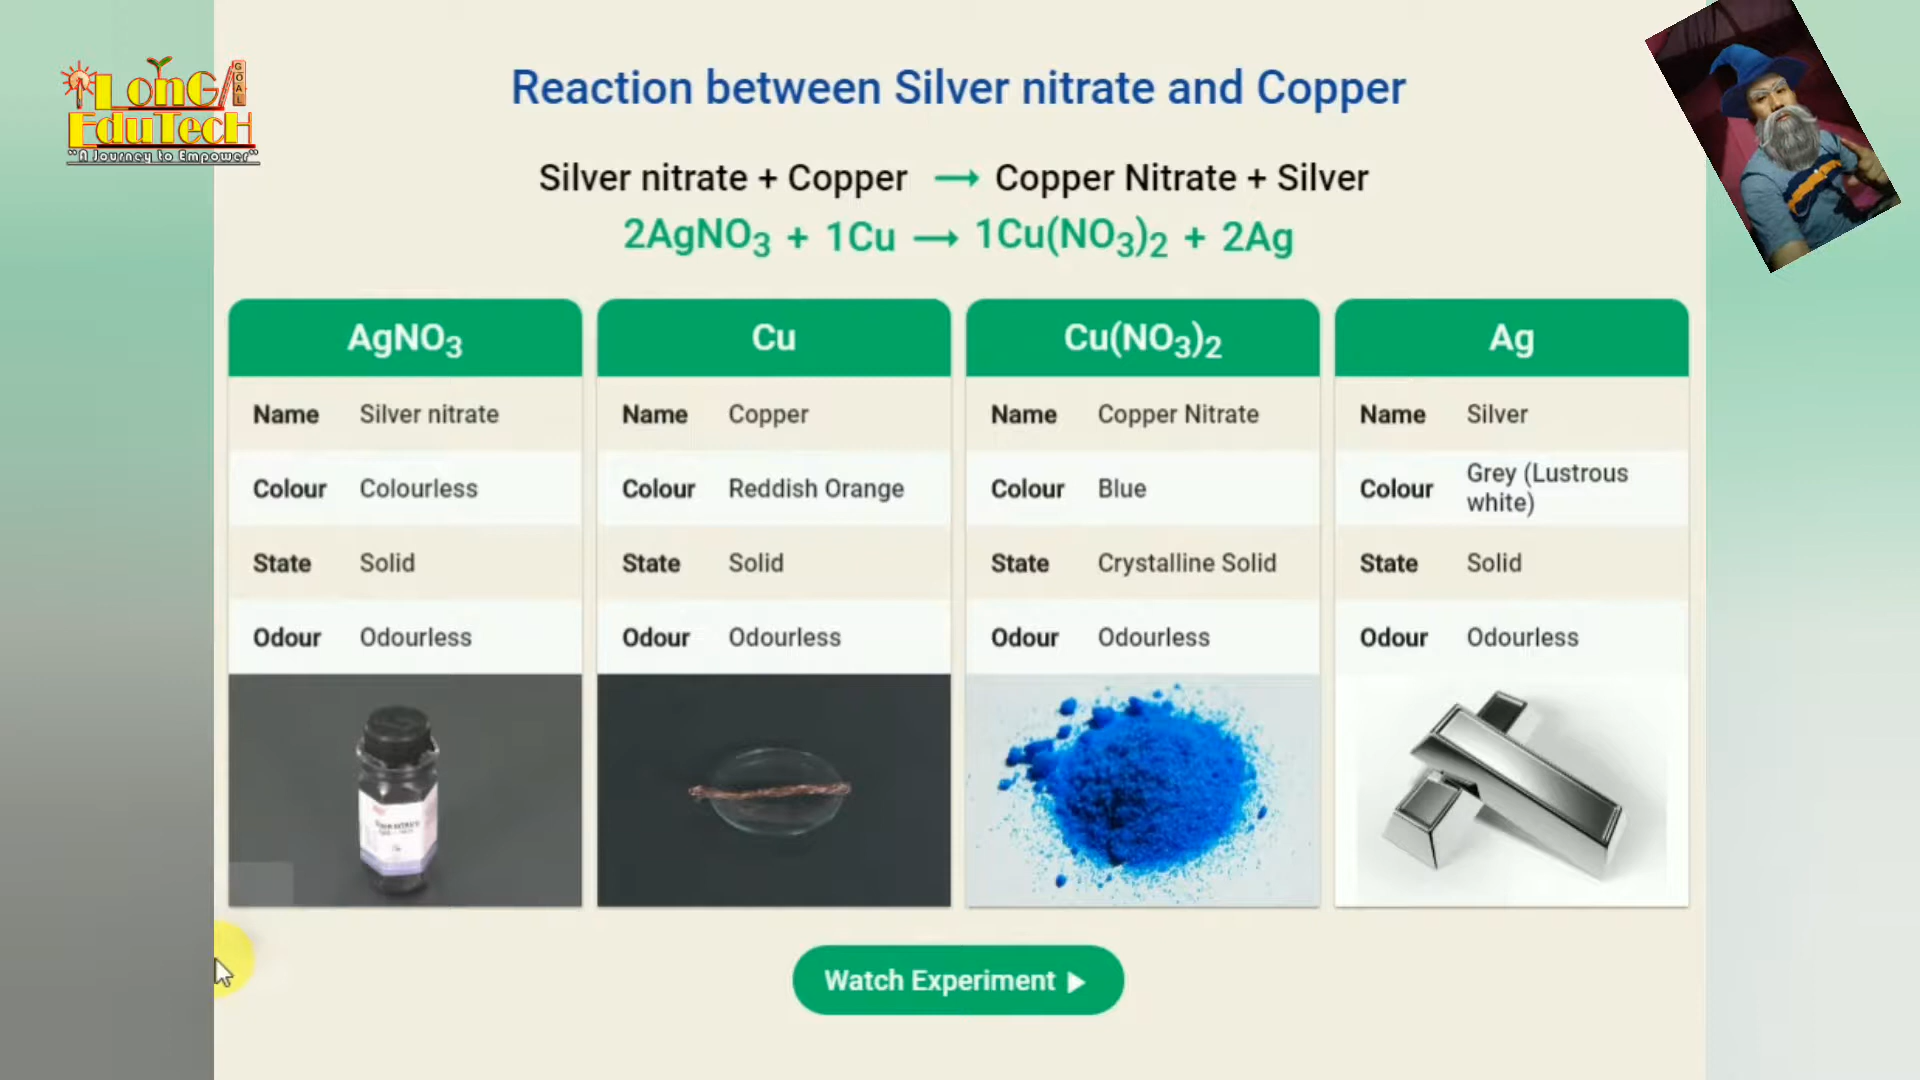 LonG
GOAL
EduTecH
"A Journey to Empower"
Reaction between Silver nitrate and Copper
Silver nitrate + Copper ⟶ Copper Nitrate + Silver
2AgNO₃ + 1Cu ⟶ 1Cu(NO₃)₂ + 2Ag
AgNO₃
Name Silver nitrate
Colour Colourless
State Solid
Odour Odourless
Cu
Name Copper
Colour Reddish Orange
State Solid
Odour Odourless
Cu(NO₃)₂
Name Copper Nitrate
Colour Blue
State Crystalline Solid
Odour Odourless
Ag
Name Silver
Colour Grey (Lustrous
white)
State Solid
Odour Odourless
Watch Experiment ▶